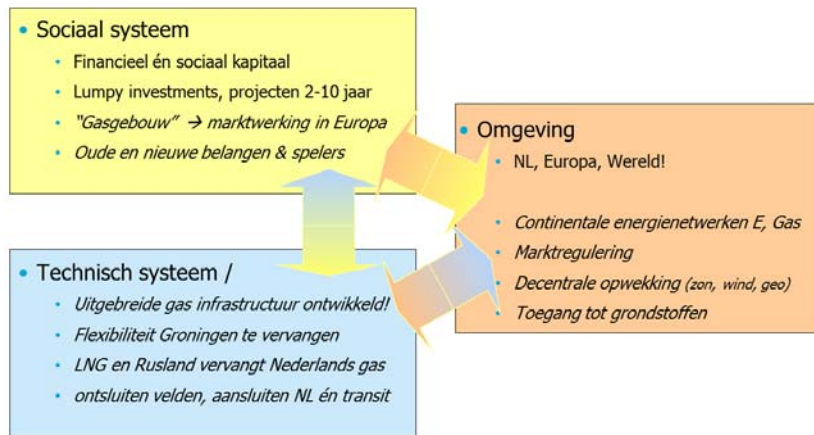 • Sociaal systeem
• Financieel én sociaal kapitaal
• Lumpy investments, projecten 2-10 jaar
• "Gasgebouw" → marktwerking in Europa
• Oude en nieuwe belangen & spelers
• Technisch systeem /
• Uitgebreide gas infrastructuur ontwikkeld!
• Flexibiliteit Groningen te vervangen
• LNG en Rusland vervangt Nederlands gas
• ontsluiten velden, aansluiten NL én transit
• Omgeving
• NL, Europa, Wereld!
• Continentale energienetwerken E, Gas
• Marktregulering
• Decentrale opwekking (zon, wind, geo)
• Toegang tot grondstoffen